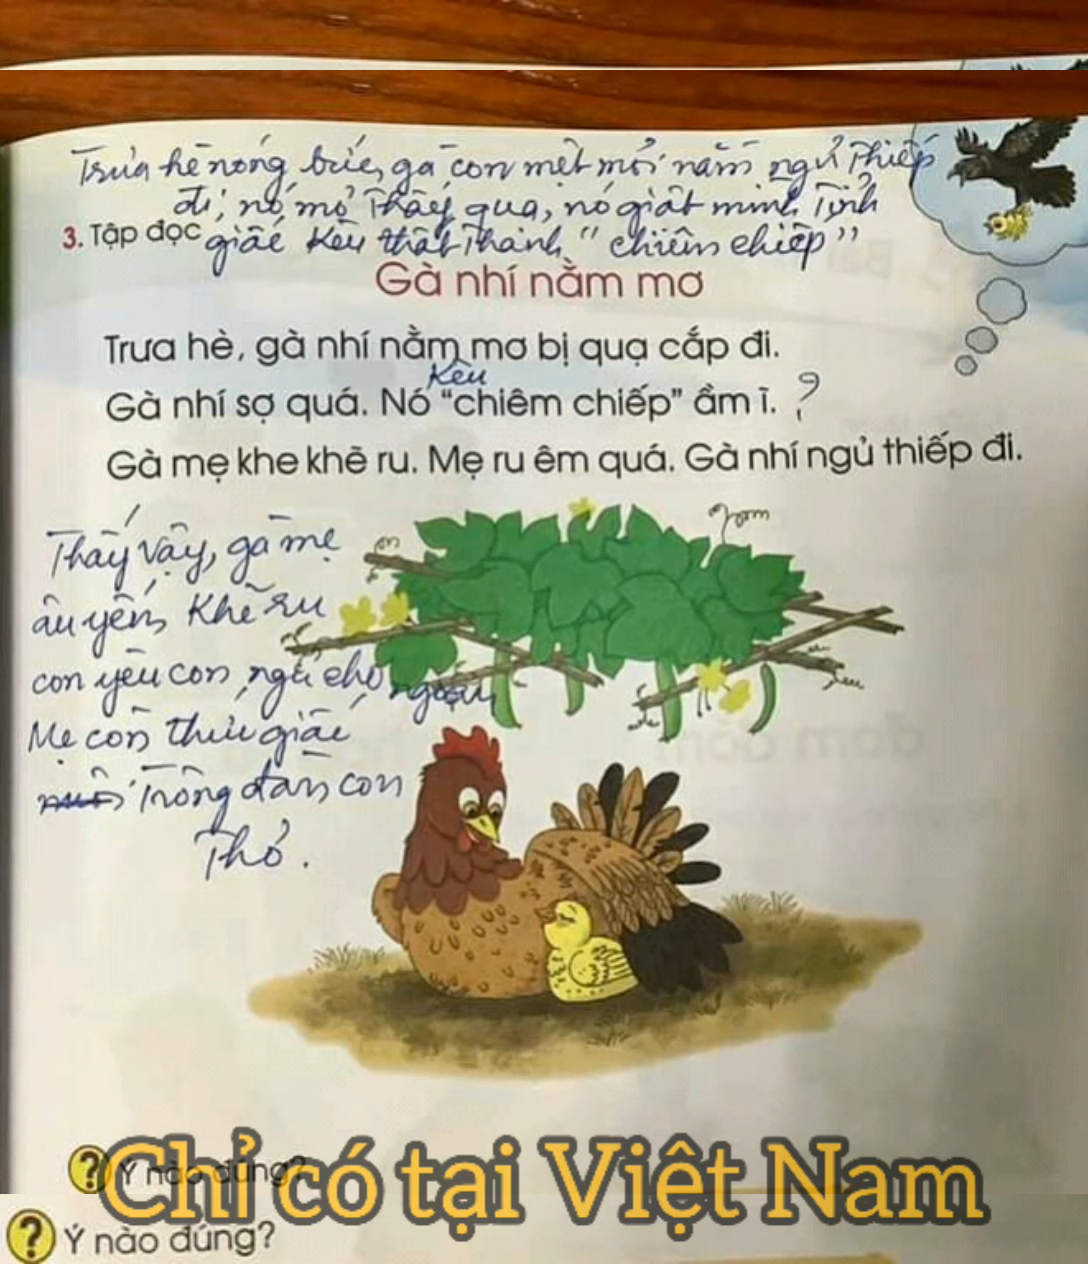 Trưa hè nóng bức, gà con mệt mỏi nằm ngủ thiếp
đi, nó mơ thấy quạ, nó giật mình tỉnh
3. Tập đọc giấc kêu thất thanh "chiêm chiếp"
Gà nhí nằm mơ
Trưa hè, gà nhí nằm mơ bị quạ cắp đi.
kêu
Gà nhí sợ quá. Nó "chiêm chiếp" ầm ĩ. ?
Gà mẹ khe khẽ ru. Mẹ ru êm quá. Gà nhí ngủ thiếp đi.
Thấy vậy, gà mẹ
âu yếm, khẽ ru
con yêu con, ngủ cho ngoan
Mẹ còn thức giấc
trông đàn con
thơ.
? Ý nào đúng?
Chỉ có tại Việt Nam
? Ý nào đúng?